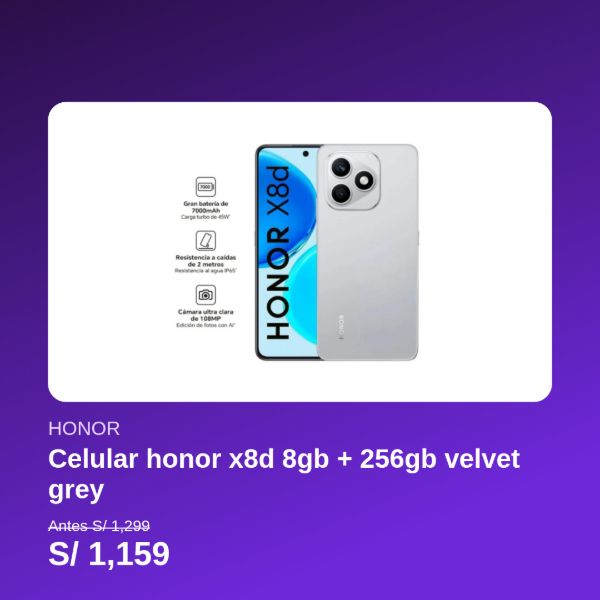 7000
Gran batería de
7000mAh
Carga turbo de 45W*
Resistencia a caídas
de 2 metros
Resistencia al agua IP65*
Cámara ultra clara
de 108MP
Edición de fotos con AI*
HONOR X8d
HONOR
HONOR
Celular honor x8d 8gb + 256gb velvet
grey
Antes S/ 1,299
S/ 1,159